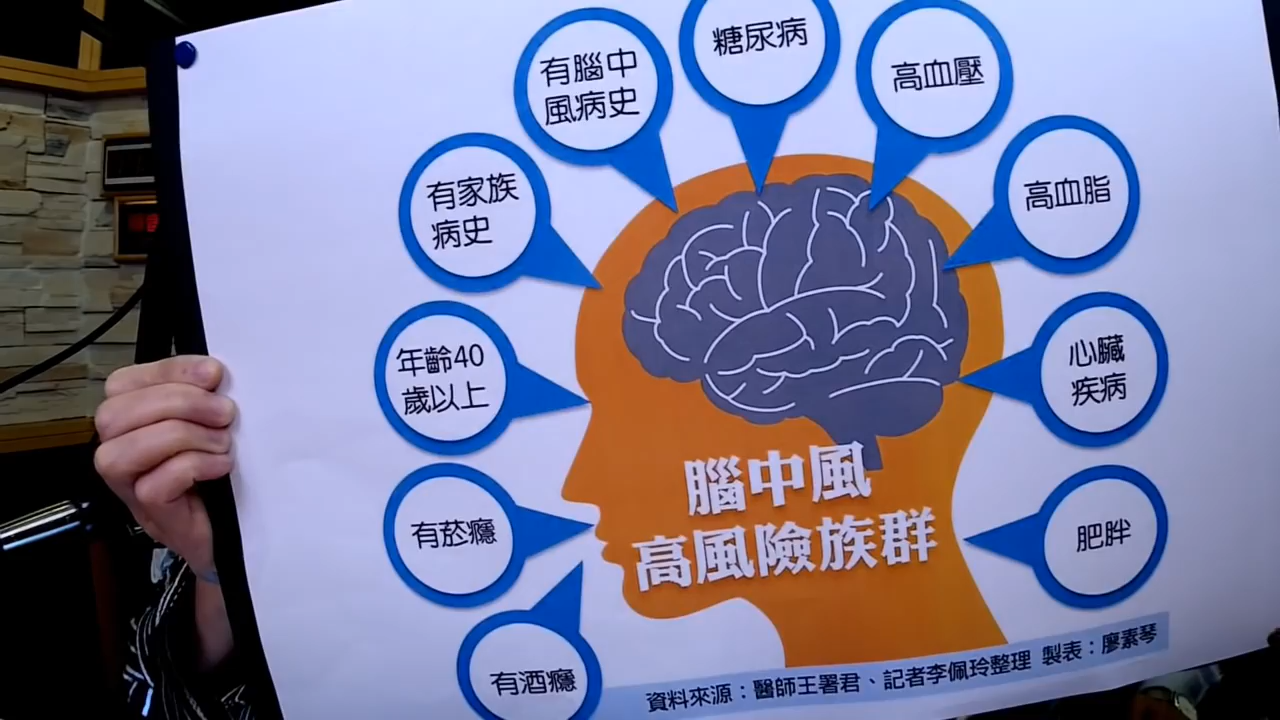 糖尿病
有腦中
風病史
高血壓
有家族
病史
高血脂
年齡40
歲以上
心臟
疾病
有菸癮
肥胖
有酒癮
腦中風
高風險族群
資料來源：醫師王署君、記者李佩玲整理 製表：廖素琴